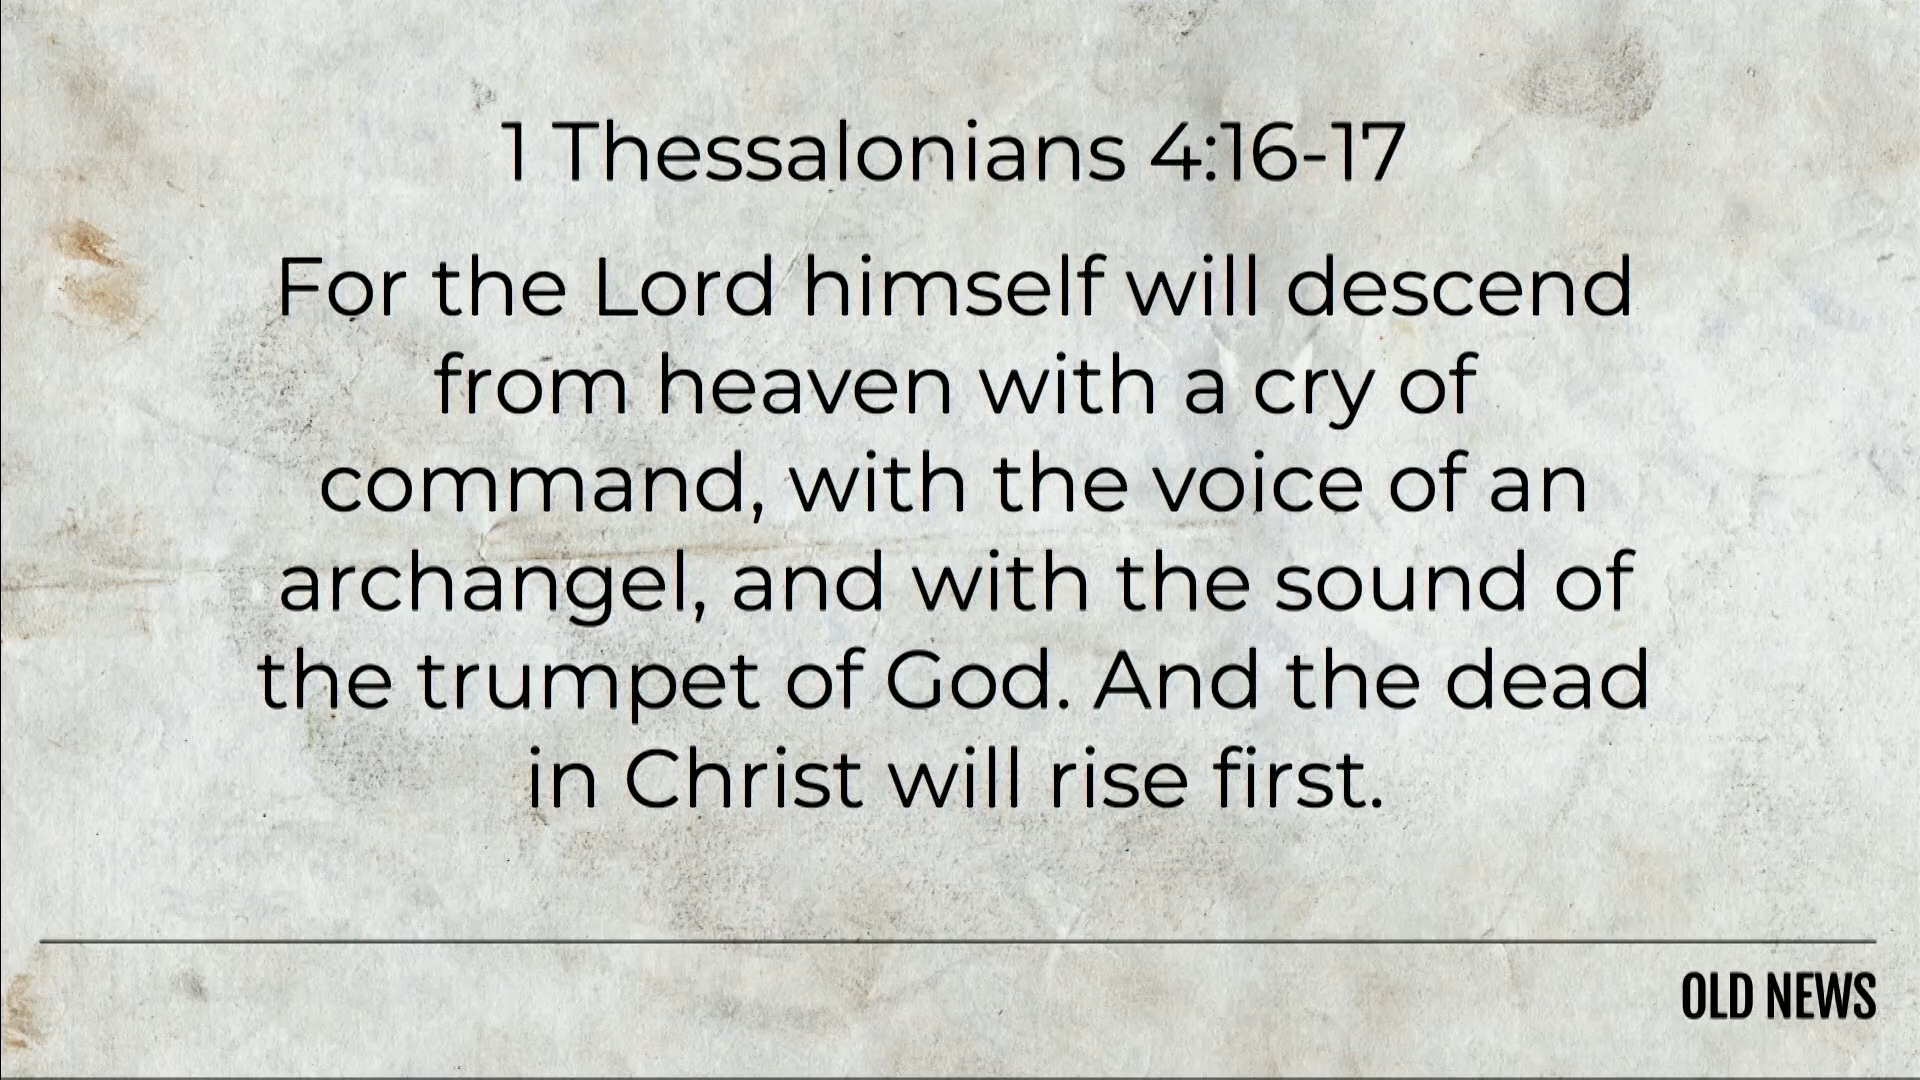 1 Thessalonians 4:16-17
For the Lord himself will descend
from heaven with a cry of
command, with the voice of an
archangel, and with the sound of
the trumpet of God. And the dead
in Christ will rise first.
OLD NEWS